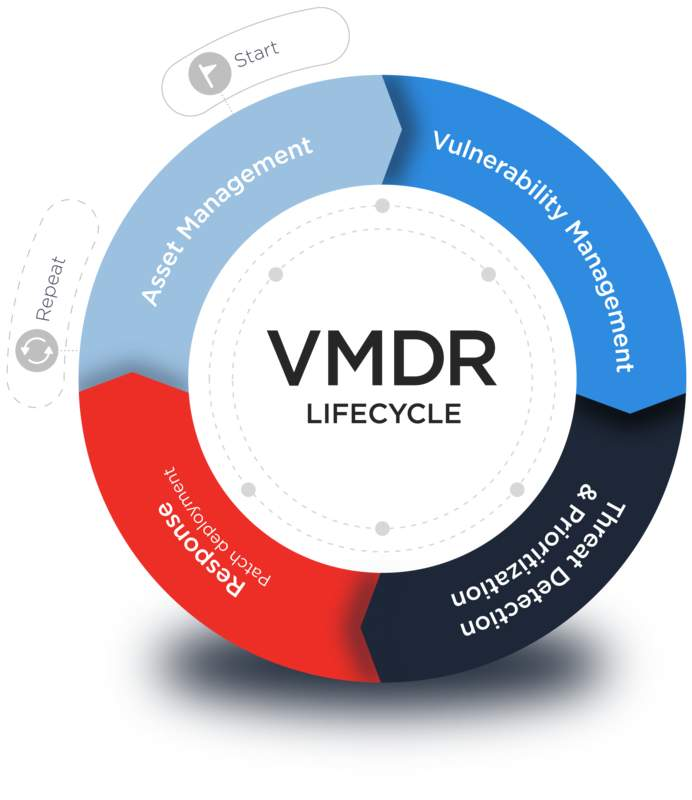 Start
Asset Management
Vulnerability Management
Threat Detection
& Prioritization
Response
Patch deployment
Repeat
VMDR
LIFECYCLE